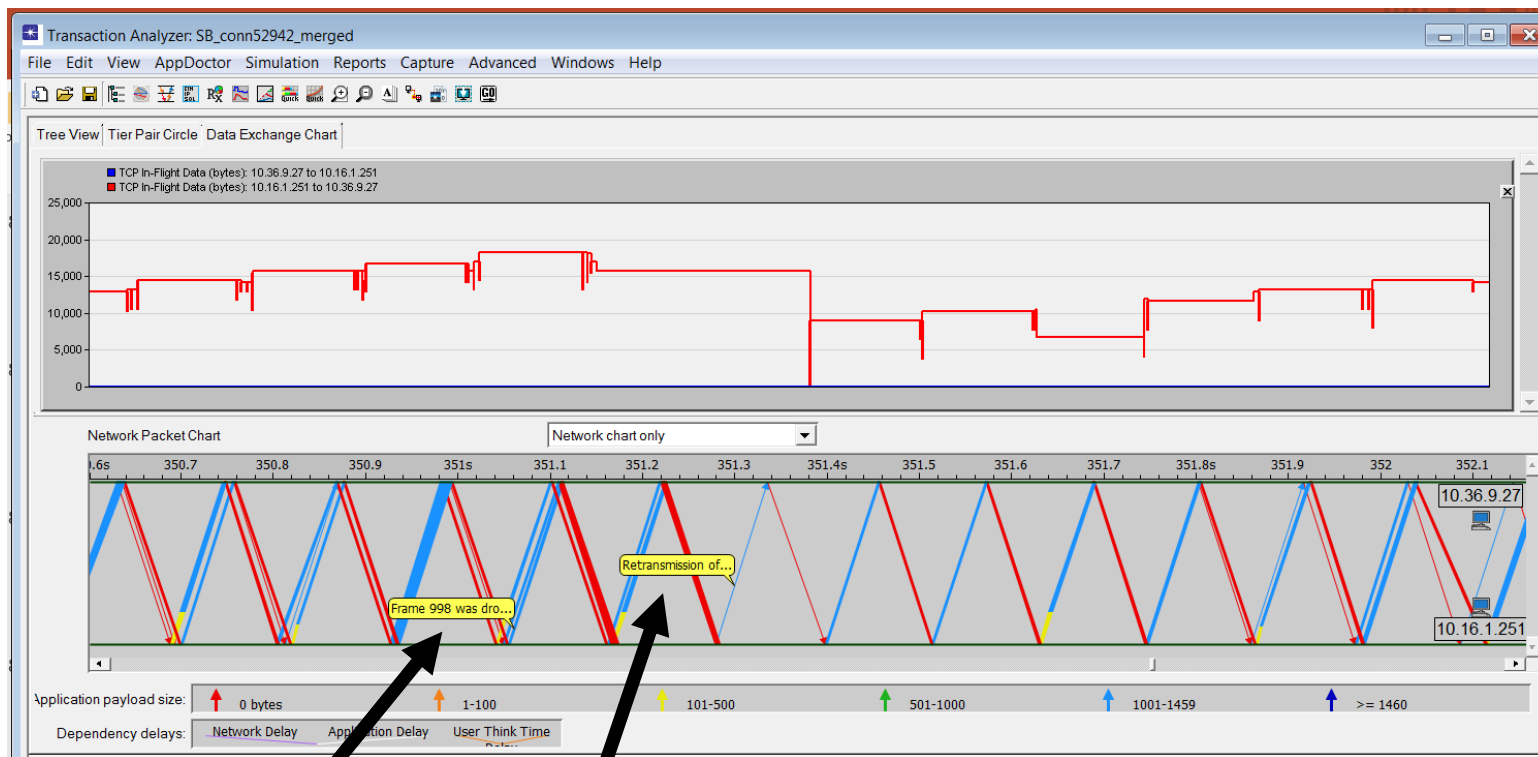 Transaction Analyzer: SB_conn52942_merged
File Edit View AppDoctor Simulation Reports Capture Advanced Windows Help
Tree View Tier Pair Circle Data Exchange Chart
TCP In-Flight Data (bytes): 10.36.9.27 to 10.16.1.251
TCP In-Flight Data (bytes): 10.16.1.251 to 10.36.9.27
25,000
20,000
15,000
10,000
5,000
0
Network Packet Chart Network chart only
.6s 350.7 350.8 350.9 351s 351.1 351.2 351.3 351.4s 351.5 351.6 351.7 351.8s 351.9 352 352.1
10.36.9.27
Retransmission of...
Frame 998 was dro...
10.16.1.251
Application payload size: 0 bytes 1-100 101-500 501-1000 1001-1459 >= 1460
Dependency delays: Network Delay Application Delay User Think Time